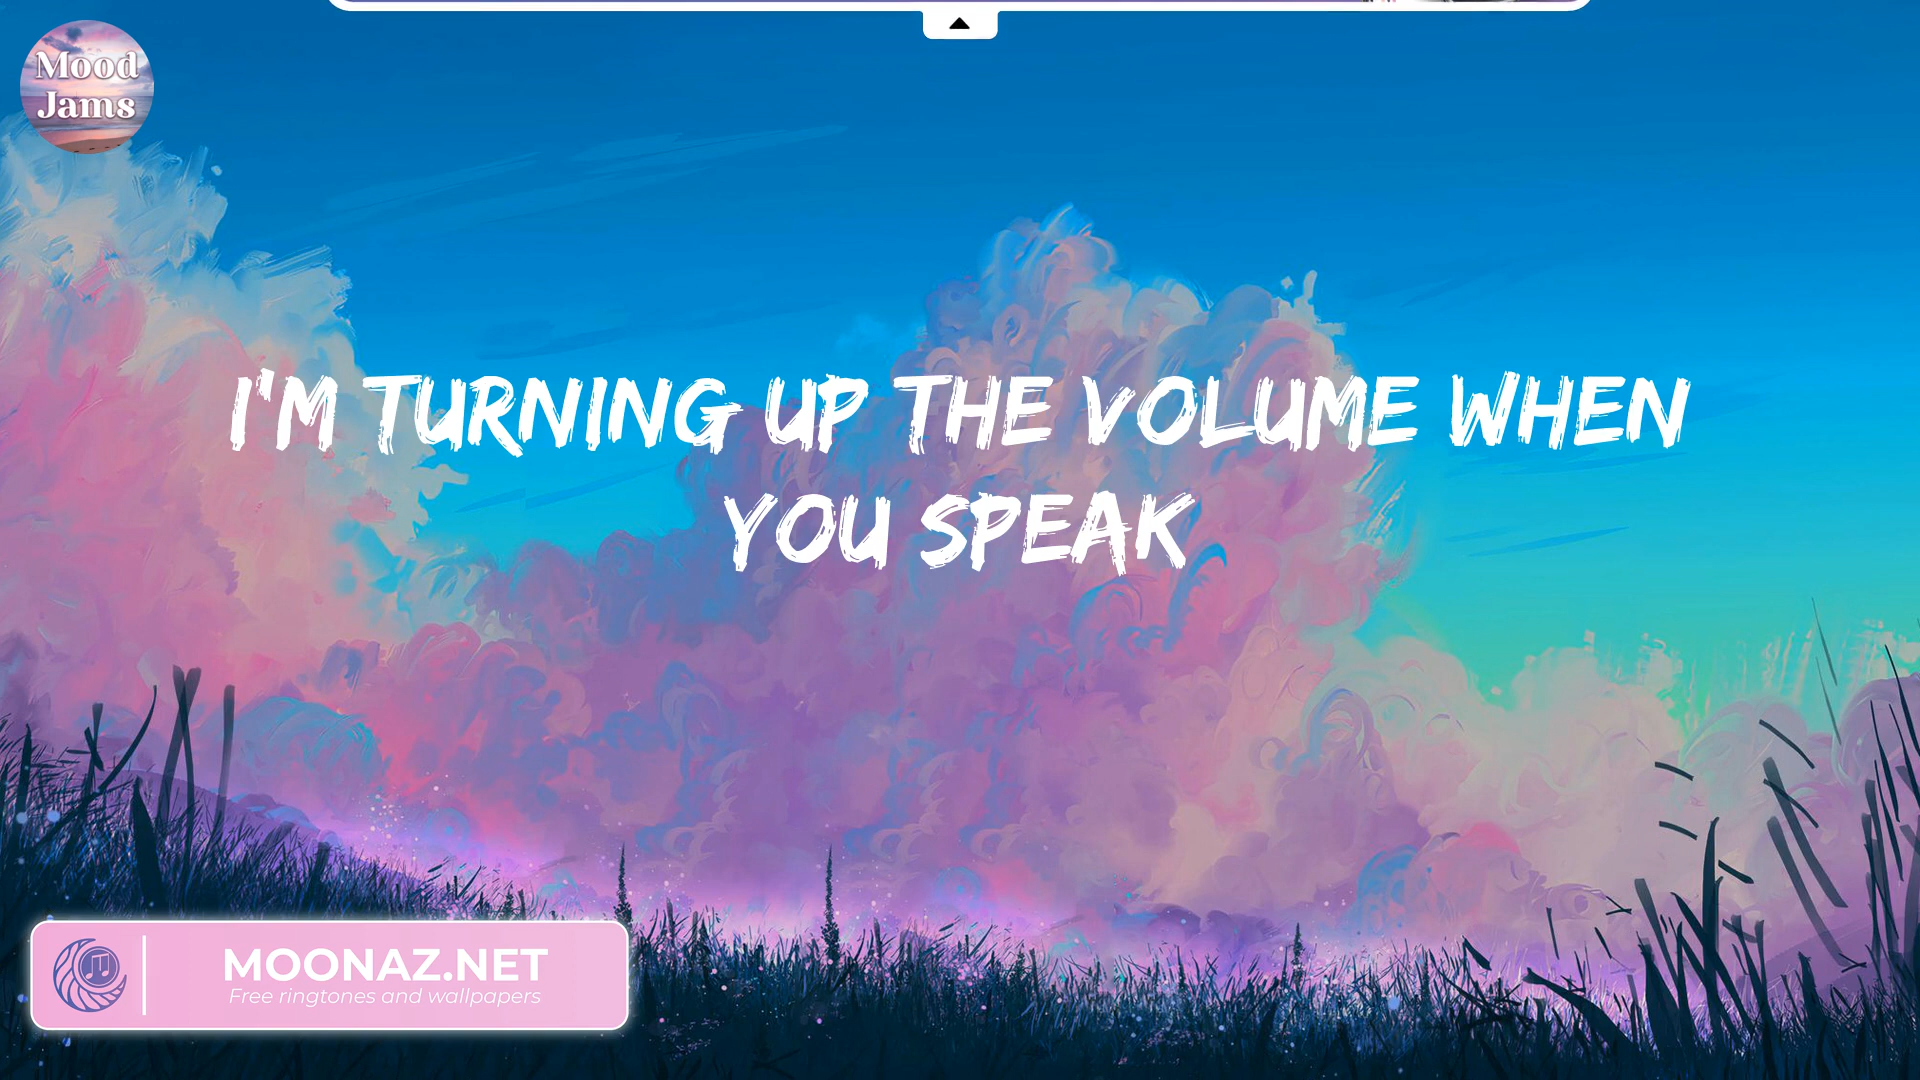 Mood
Jams
I'M TURNING UP THE VOLUME WHEN
YOU SPEAK
MOONAZ.NET
Free ringtones and wallpapers